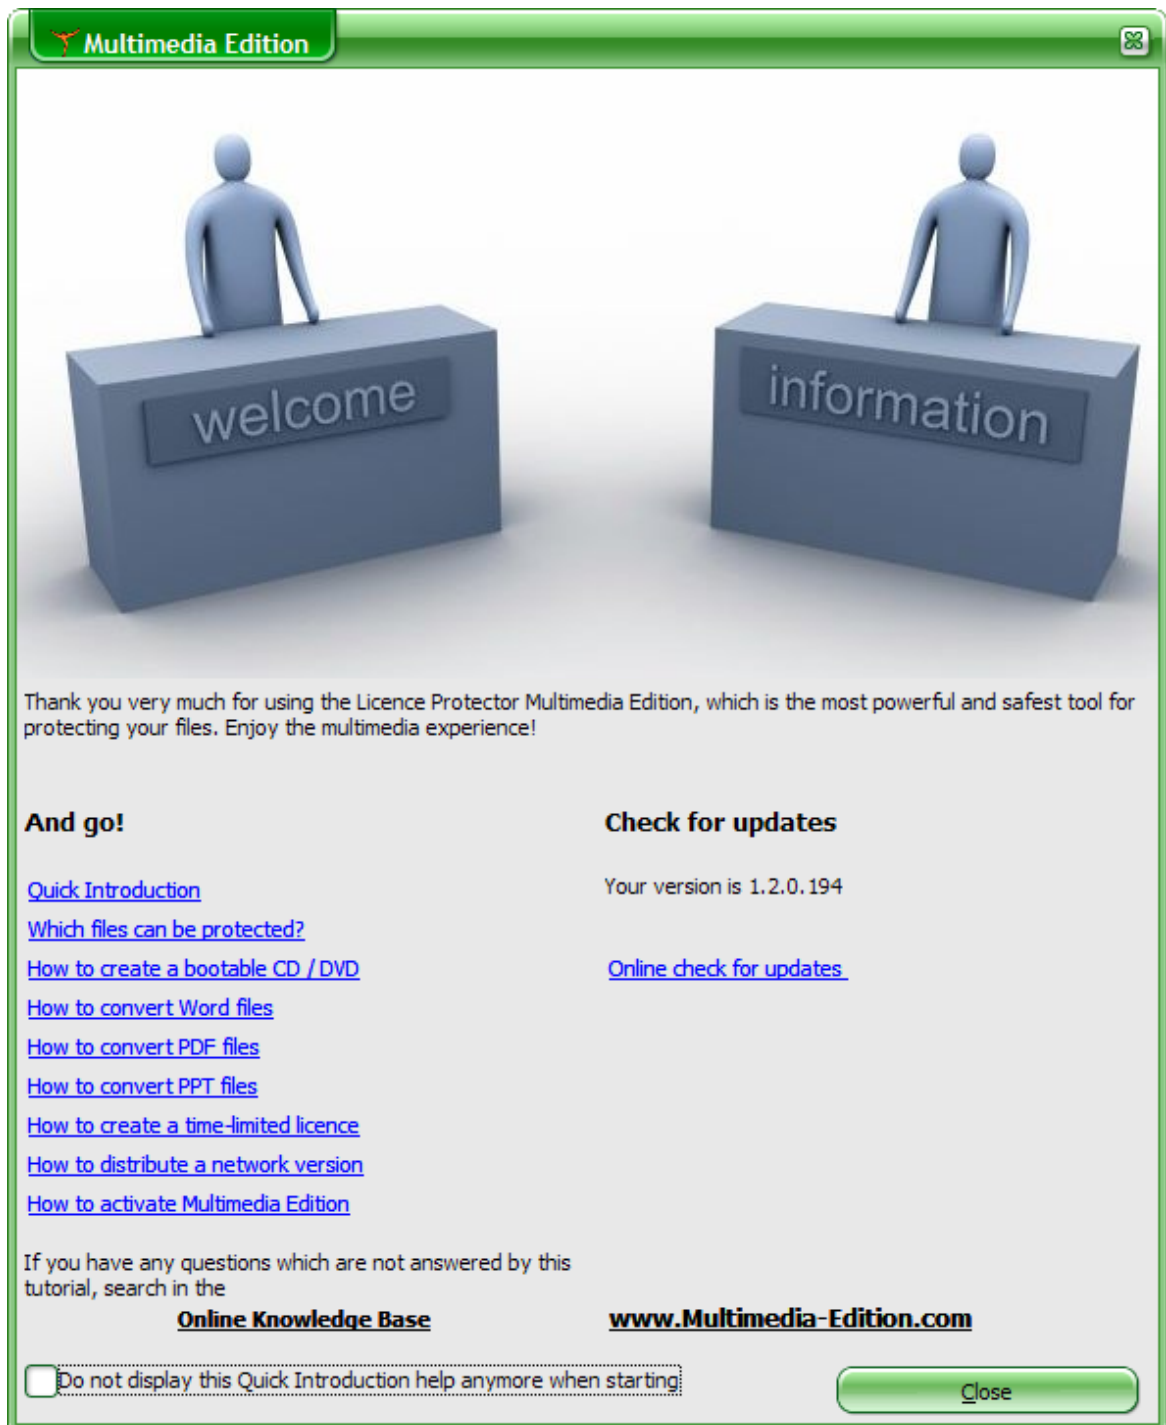 Multimedia Edition
welcome
information
Thank you very much for using the Licence Protector Multimedia Edition, which is the most powerful and safest tool for
protecting your files. Enjoy the multimedia experience!
And go!
Quick Introduction
Which files can be protected?
How to create a bootable CD / DVD
How to convert Word files
How to convert PDF files
How to convert PPT files
How to create a time-limited licence
How to distribute a network version
How to activate Multimedia Edition
If you have any questions which are not answered by this
tutorial, search in the
Online Knowledge Base
Check for updates
Your version is 1.2.0.194
Online check for updates
www.Multimedia-Edition.com
Do not display this Quick Introduction help anymore when starting
Close